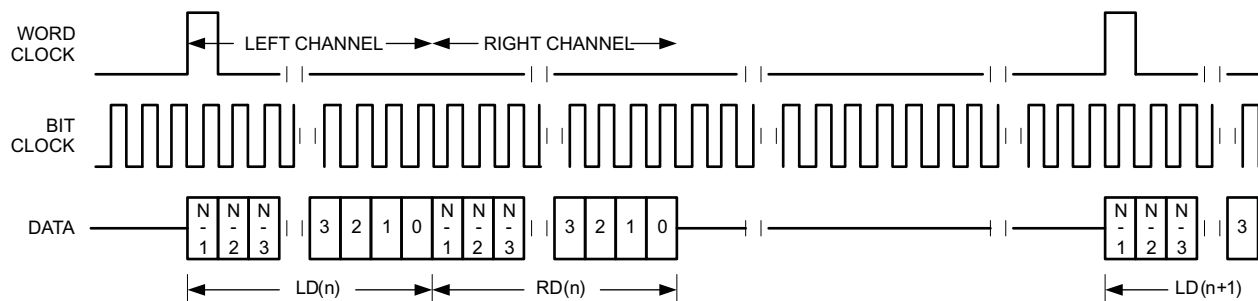 WORD
CLOCK
LEFT CHANNEL
RIGHT CHANNEL
BIT
CLOCK
DATA
N-1 N-2 N-3 3 2 1 0 N-1 N-2 N-3 3 2 1 0 N-1 N-2 N-3 3
LD(n)
RD(n)
LD(n+1)